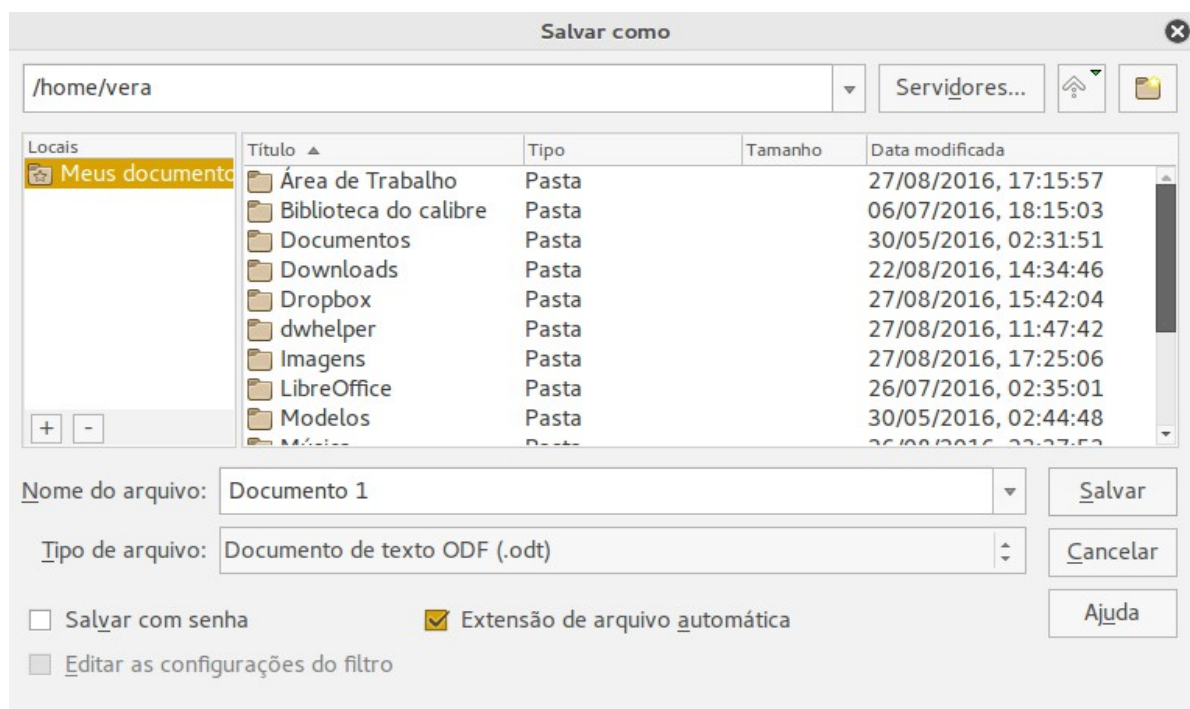 Salvar como
/home/vera
Servidores...
Locais
Título Tipo Tamanho Data modificada
Meus documento
Área de Trabalho Pasta 27/08/2016, 17:15:57
Biblioteca do calibre Pasta 06/07/2016, 18:15:03
Documentos Pasta 30/05/2016, 02:31:51
Downloads Pasta 22/08/2016, 14:34:46
Dropbox Pasta 27/08/2016, 15:42:04
dwhelper Pasta 27/08/2016, 11:47:42
Imagens Pasta 27/08/2016, 17:25:06
LibreOffice Pasta 26/07/2016, 02:35:01
Modelos Pasta 30/05/2016, 02:44:48
+ -
Nome do arquivo: Documento 1 Salvar
Tipo de arquivo: Documento de texto ODF (.odt) Cancelar
Salvar com senha Extensão de arquivo automática Ajuda
Editar as configurações do filtro